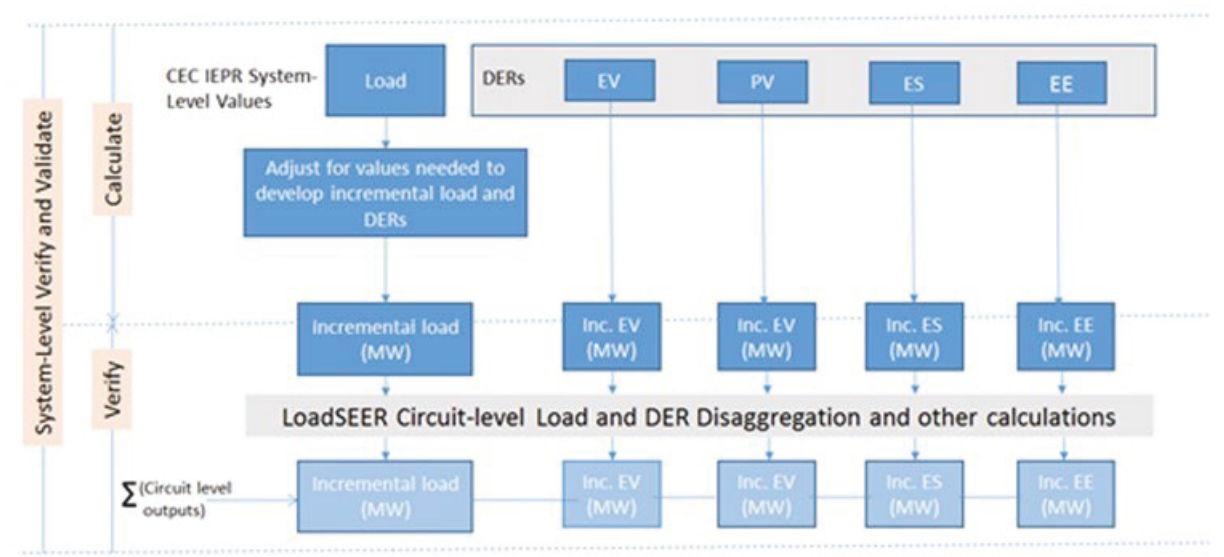 System-Level Verify and Validate
Calculate
Verify
CEC IEPR System-
Level Values
Load
DERs
EV
PV
ES
EE
Adjust for values needed to
develop incremental load and
DERs
Incremental load
(MW)
Inc. EV
(MW)
Inc. EV
(MW)
Inc. ES
(MW)
Inc. EE
(MW)
LoadSEER Circuit-level Load and DER Disaggregation and other calculations
Σ(Circuit level
outputs)
Incremental load
(MW)
Inc. EV
(MW)
Inc. EV
(MW)
Inc. ES
(MW)
Inc. EE
(MW)